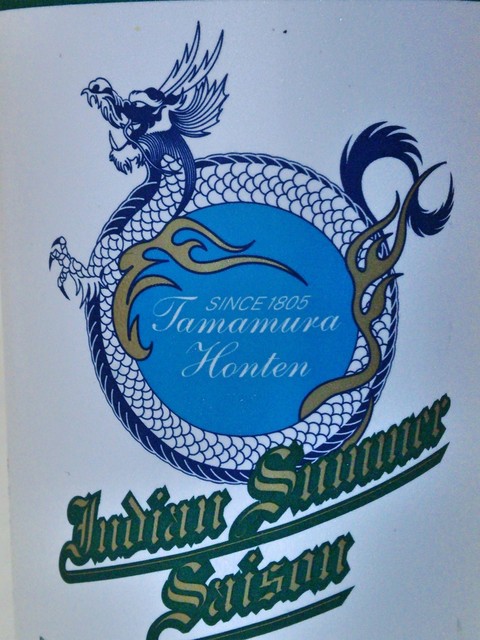 SINCE 1805
Tamamura
Honten
Indian Summer
Saison